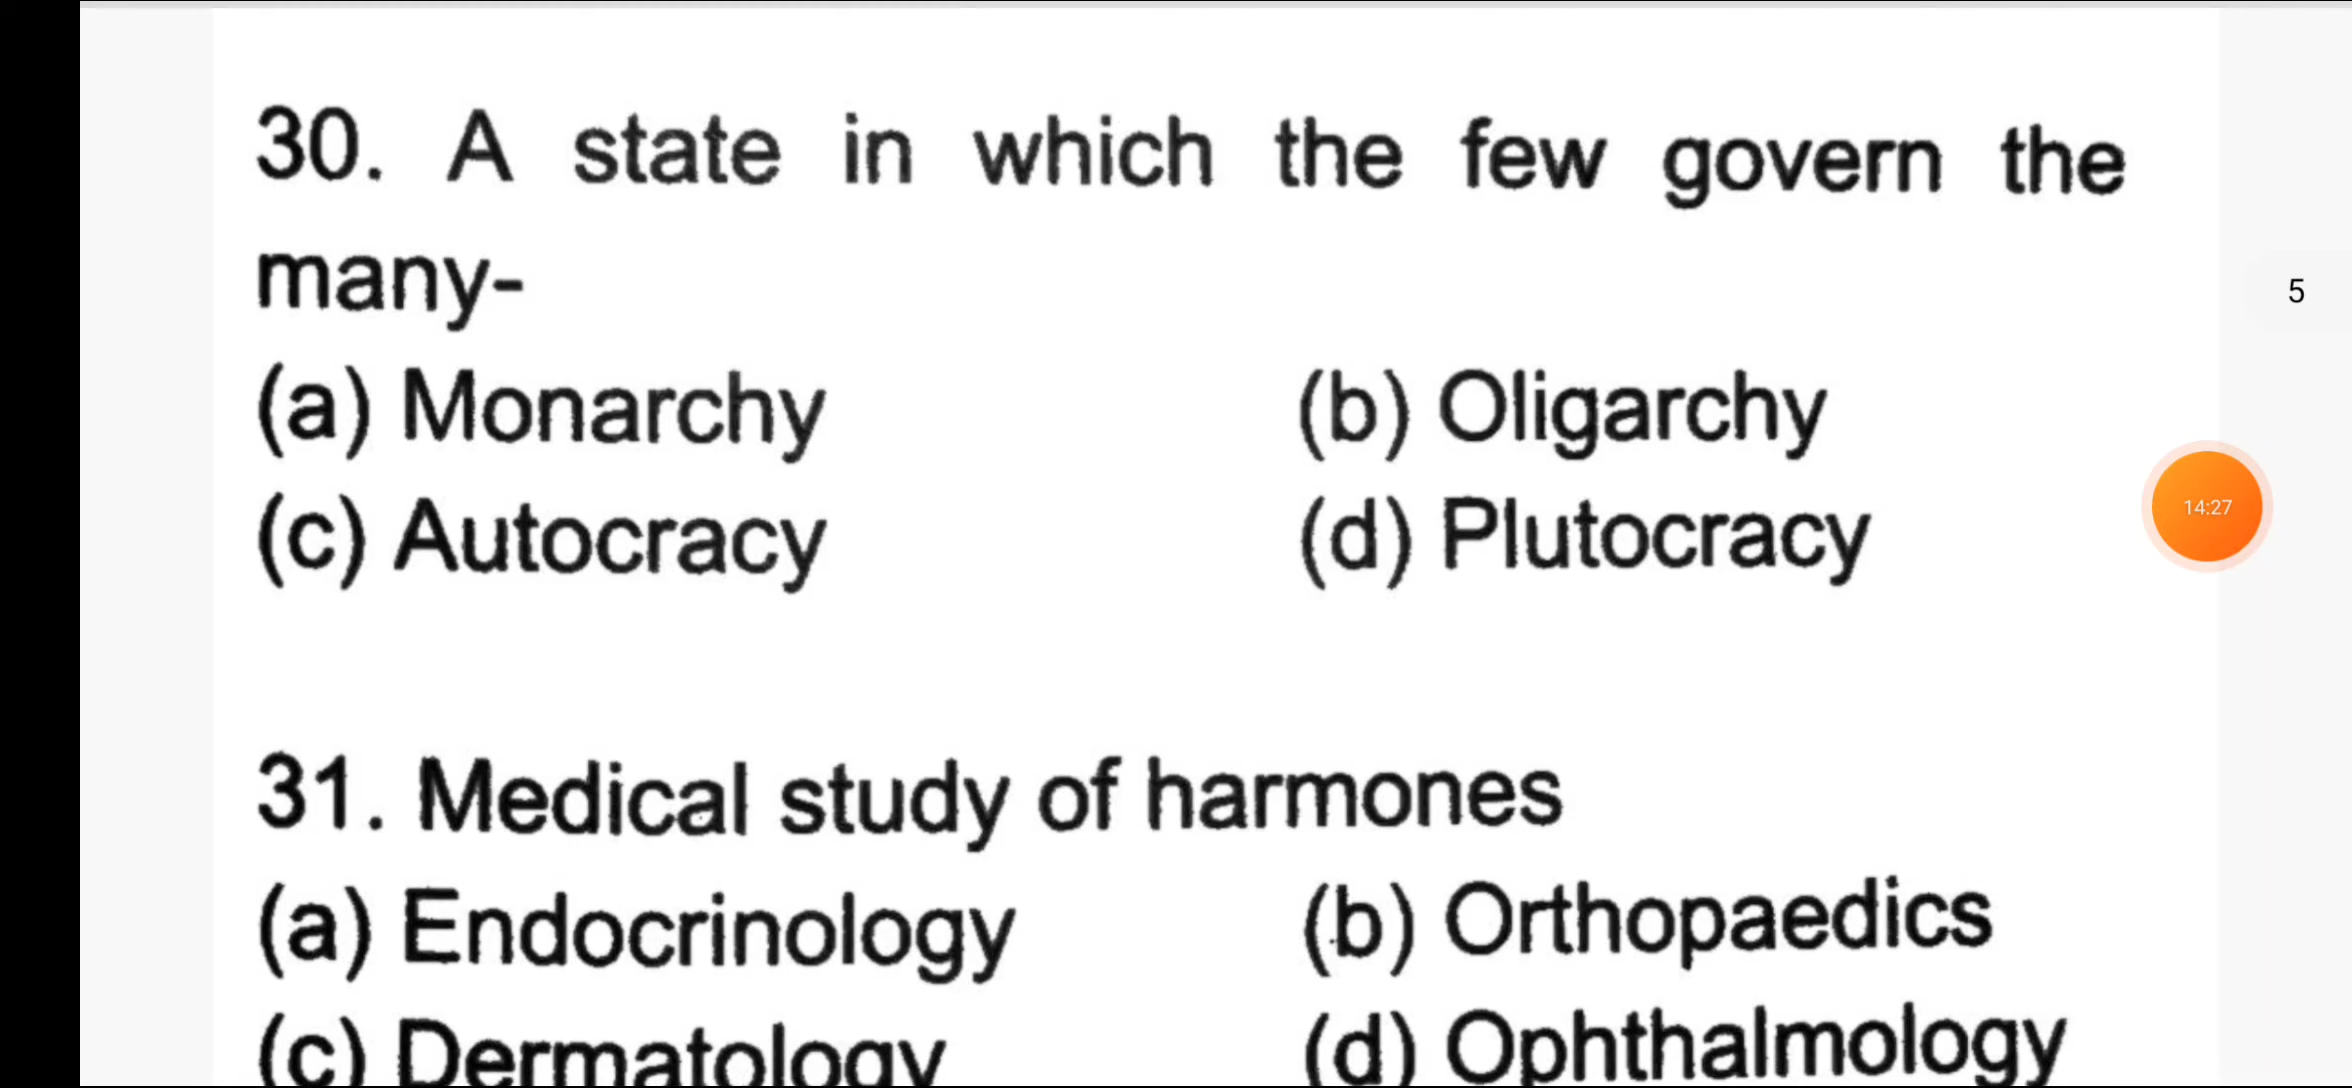 30. A state in which the few govern the
many-
(a) Monarchy (b) Oligarchy
(c) Autocracy (d) Plutocracy
31. Medical study of harmones
(a) Endocrinology (b) Orthopaedics
(c) Dermatology (d) Ophthalmology
5
14:27